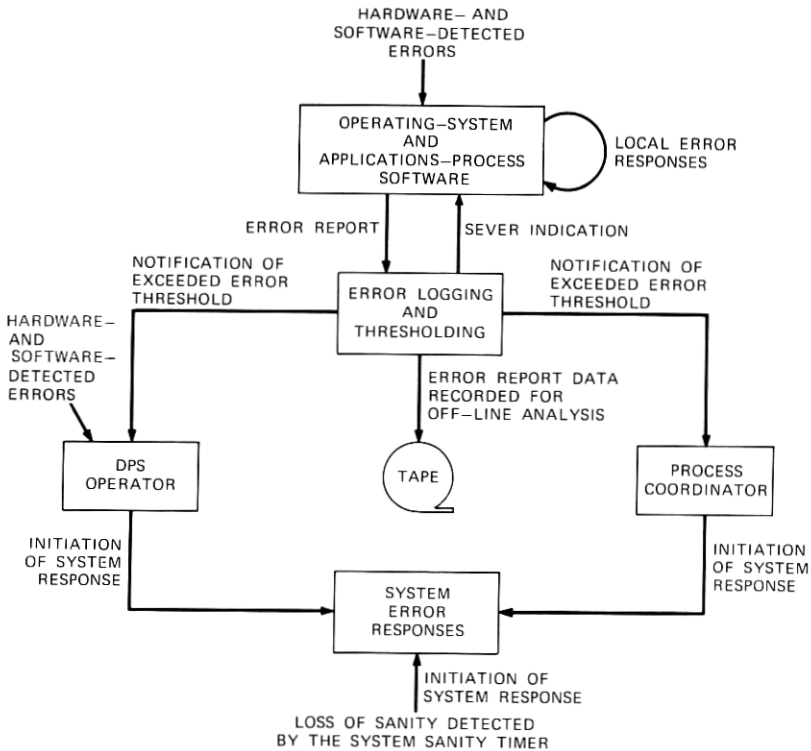 HARDWARE– AND
SOFTWARE–DETECTED
ERRORS
OPERATING–SYSTEM
AND
APPLICATIONS–PROCESS
SOFTWARE
LOCAL ERROR
RESPONSES
ERROR REPORT
SEVER INDICATION
NOTIFICATION OF
EXCEEDED ERROR
THRESHOLD
NOTIFICATION OF
EXCEEDED ERROR
THRESHOLD
ERROR LOGGING
AND
THRESHOLDING
HARDWARE–
AND
SOFTWARE–
DETECTED
ERRORS
ERROR REPORT DATA
RECORDED FOR
OFF–LINE ANALYSIS
DPS
OPERATOR
TAPE
PROCESS
COORDINATOR
INITIATION
OF SYSTEM
RESPONSE
INITIATION
OF SYSTEM
RESPONSE
SYSTEM
ERROR
RESPONSES
INITIATION OF
SYSTEM RESPONSE
LOSS OF SANITY DETECTED
BY THE SYSTEM SANITY TIMER